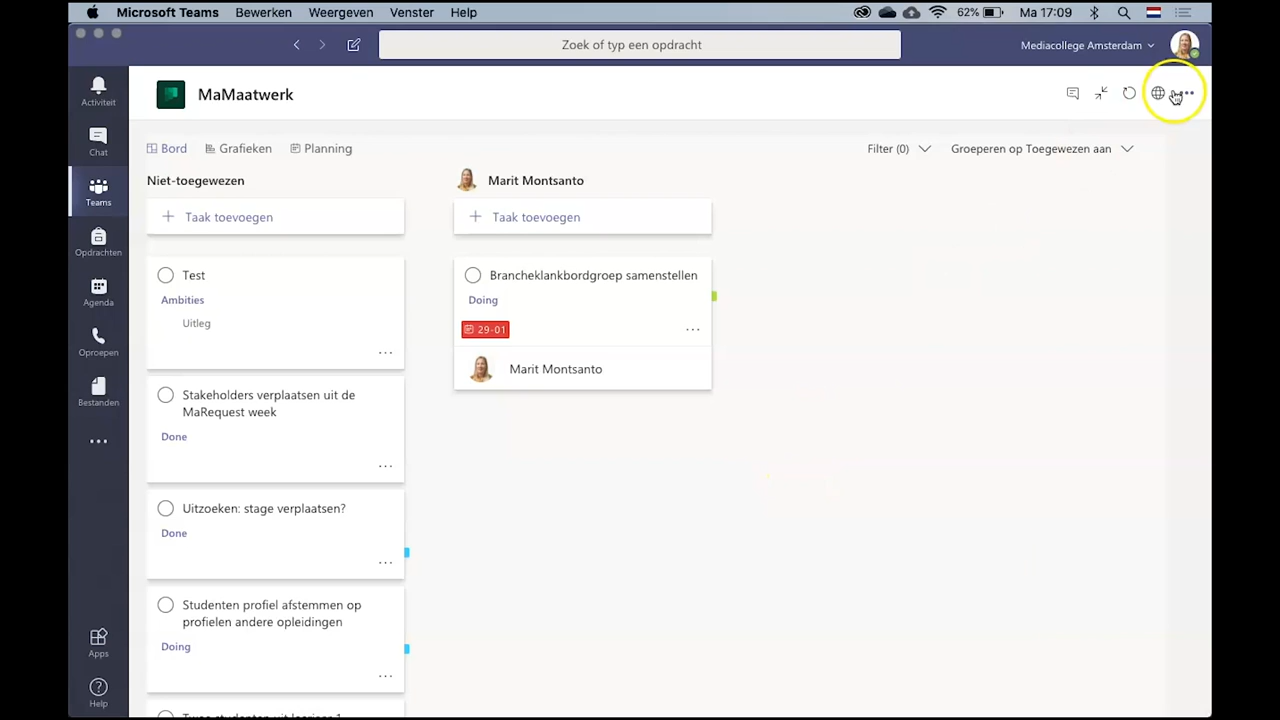 Microsoft Teams Bewerken Weergeven Venster Help 62% Ma 17:09
Zoek of typ een opdracht
Mediacollege Amsterdam
Activiteit
Chat
Teams
Opdrachten
Agenda
Oproepen
Bestanden
Apps
Help
MaMaatwerk
Bord Grafieken Planning Filter (0) Groeperen op Toegewezen aan
Niet-toegewezen
Taak toevoegen
Test
Ambities
Uitleg
Stakeholders verplaatsen uit de
MaRequest week
Done
Uitzoeken: stage verplaatsen?
Done
Studenten profiel afstemmen op
profielen andere opleidingen
Doing
Marit Montsanto
Taak toevoegen
Brancheklankbordgroep samenstellen
Doing
29-01
Marit Montsanto